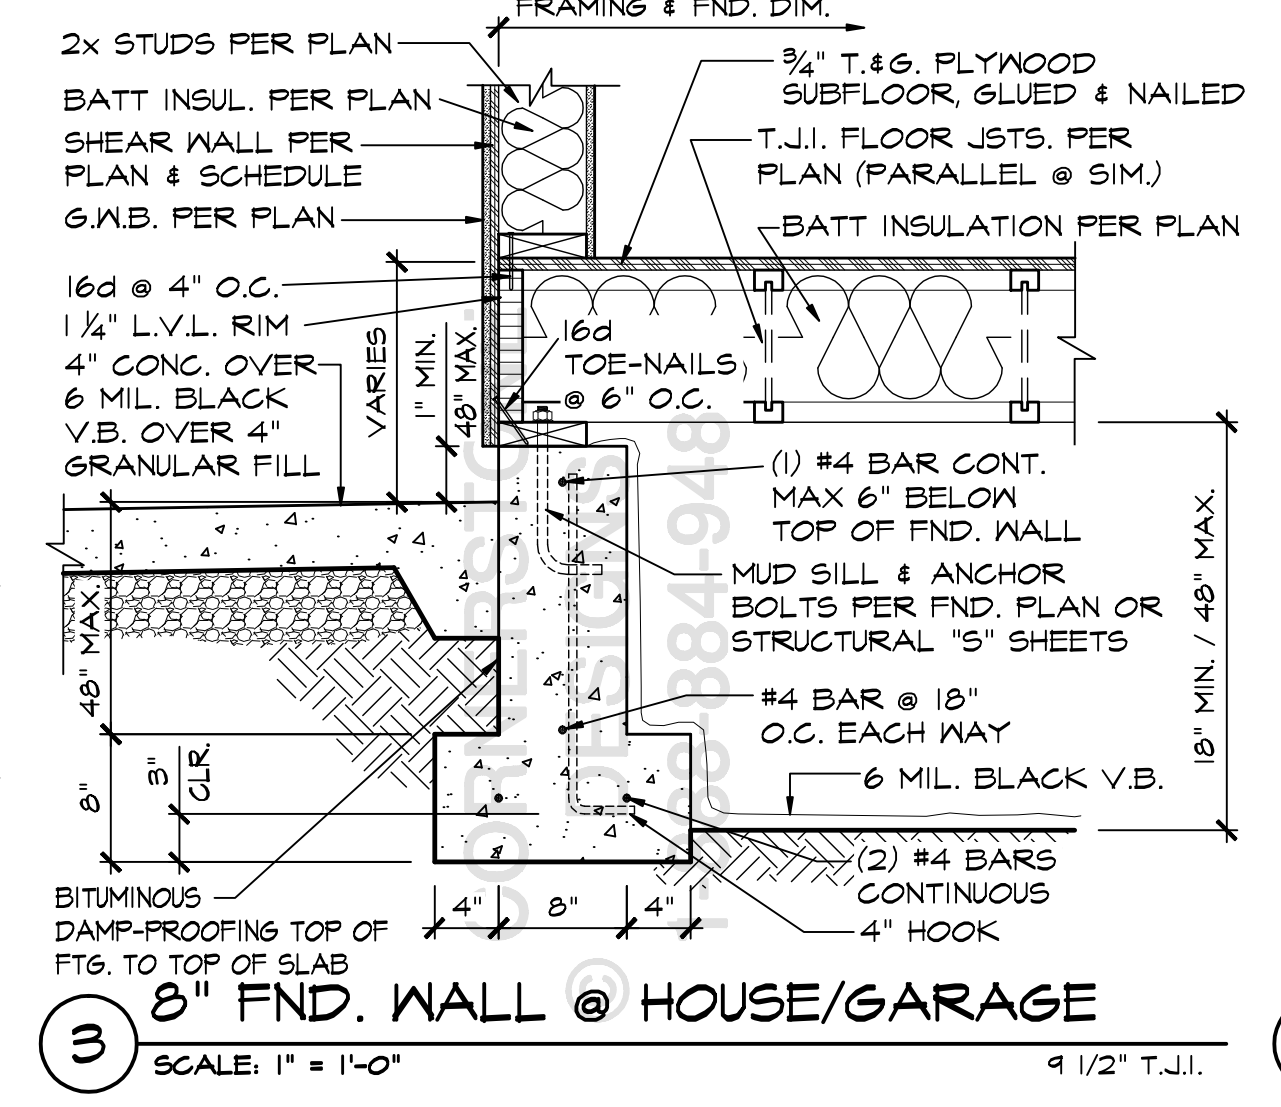 FRAMING & FND. DIM.
2x STUDS PER PLAN
BATT INSUL. PER PLAN
SHEAR WALL PER
PLAN & SCHEDULE
G.W.B. PER PLAN
16d @ 4" O.C.
1 1/4" L.V.L. RIM
4" CONC. OVER
6 MIL. BLACK
V.B. OVER 4"
GRANULAR FILL
VARIES
1" MIN.
48" MAX.
3/4" T.&G. PLYWOOD
SUBFLOOR, GLUED & NAILED
T.J.I. FLOOR JSTS. PER
PLAN (PARALLEL @ SIM.)
BATT INSULATION PER PLAN
16d
TOE-NAILS
@ 6" O.C.
(1) #4 BAR CONT.
MAX 6" BELOW
TOP OF FND. WALL
MUD SILL & ANCHOR
BOLTS PER FND. PLAN OR
STRUCTURAL "S" SHEETS
#4 BAR @ 18"
O.C. EACH WAY
6 MIL. BLACK V.B.
18" MIN. / 48" MAX.
(2) #4 BARS
CONTINUOUS
4" HOOK
48" MAX.
8"
3"
CLR.
BITUMINOUS
DAMP-PROOFING TOP OF
FTG. TO TOP OF SLAB
4"
8"
4"
© CORNERSTONE
DESIGNS
1-988-884-948
3
8" FND. WALL @ HOUSE/GARAGE
SCALE: 1" = 1'-0"
9 1/2" T.J.I.